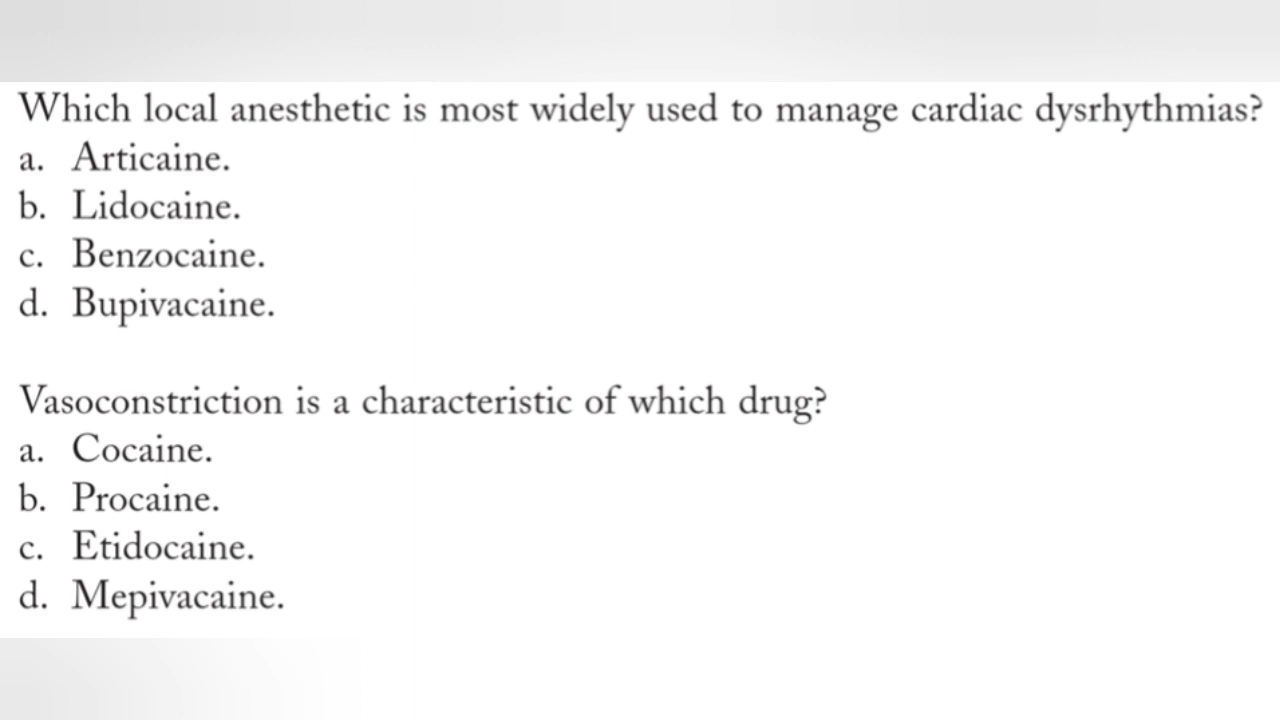 Which local anesthetic is most widely used to manage cardiac dysrhythmias?
a. Articaine.
b. Lidocaine.
c. Benzocaine.
d. Bupivacaine.
Vasoconstriction is a characteristic of which drug?
a. Cocaine.
b. Procaine.
c. Etidocaine.
d. Mepivacaine.